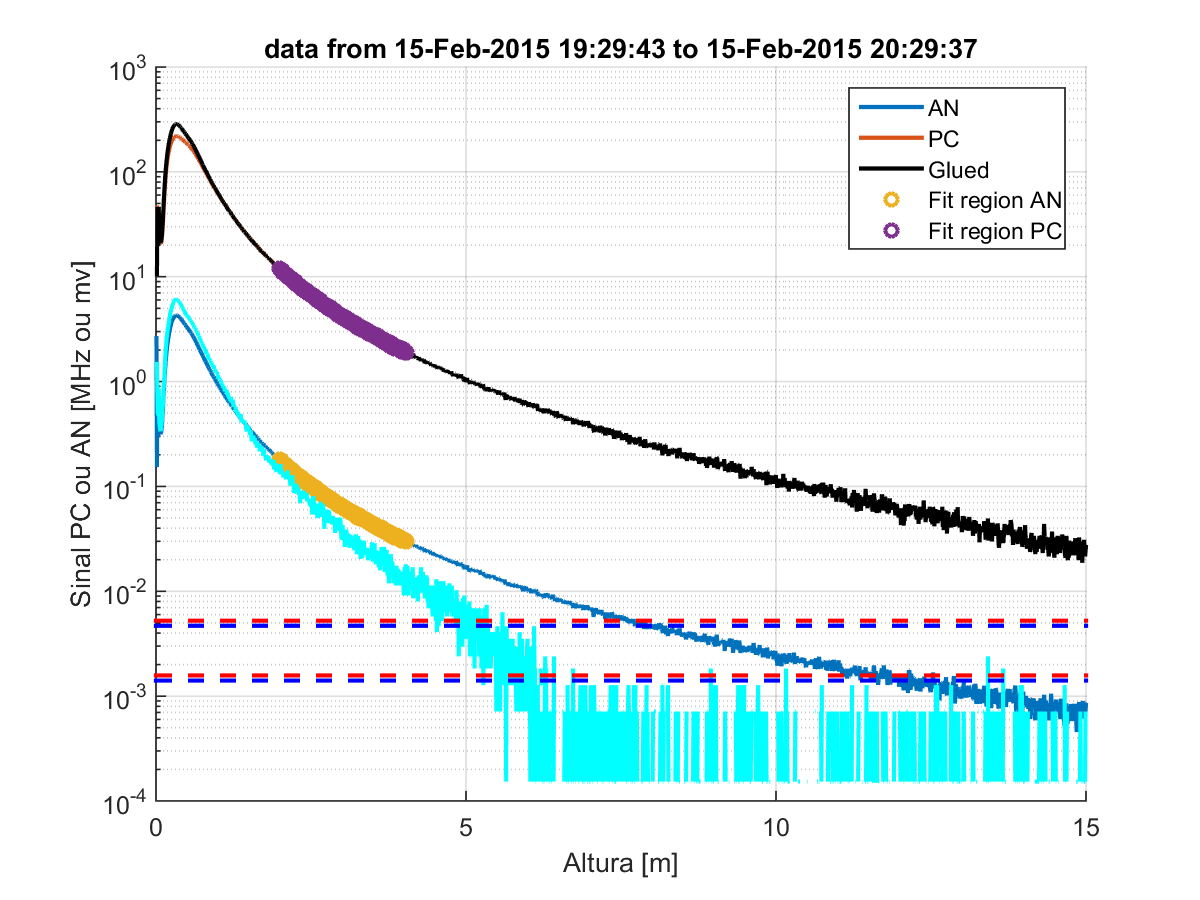 data from 15-Feb-2015 19:29:43 to 15-Feb-2015 20:29:37
Sinal PC ou AN [MHz ou mv]
10^3
10^2
10^1
10^0
10^-1
10^-2
10^-3
10^-4
AN
PC
Glued
Fit region AN
Fit region PC
0 5 10 15
Altura [m]